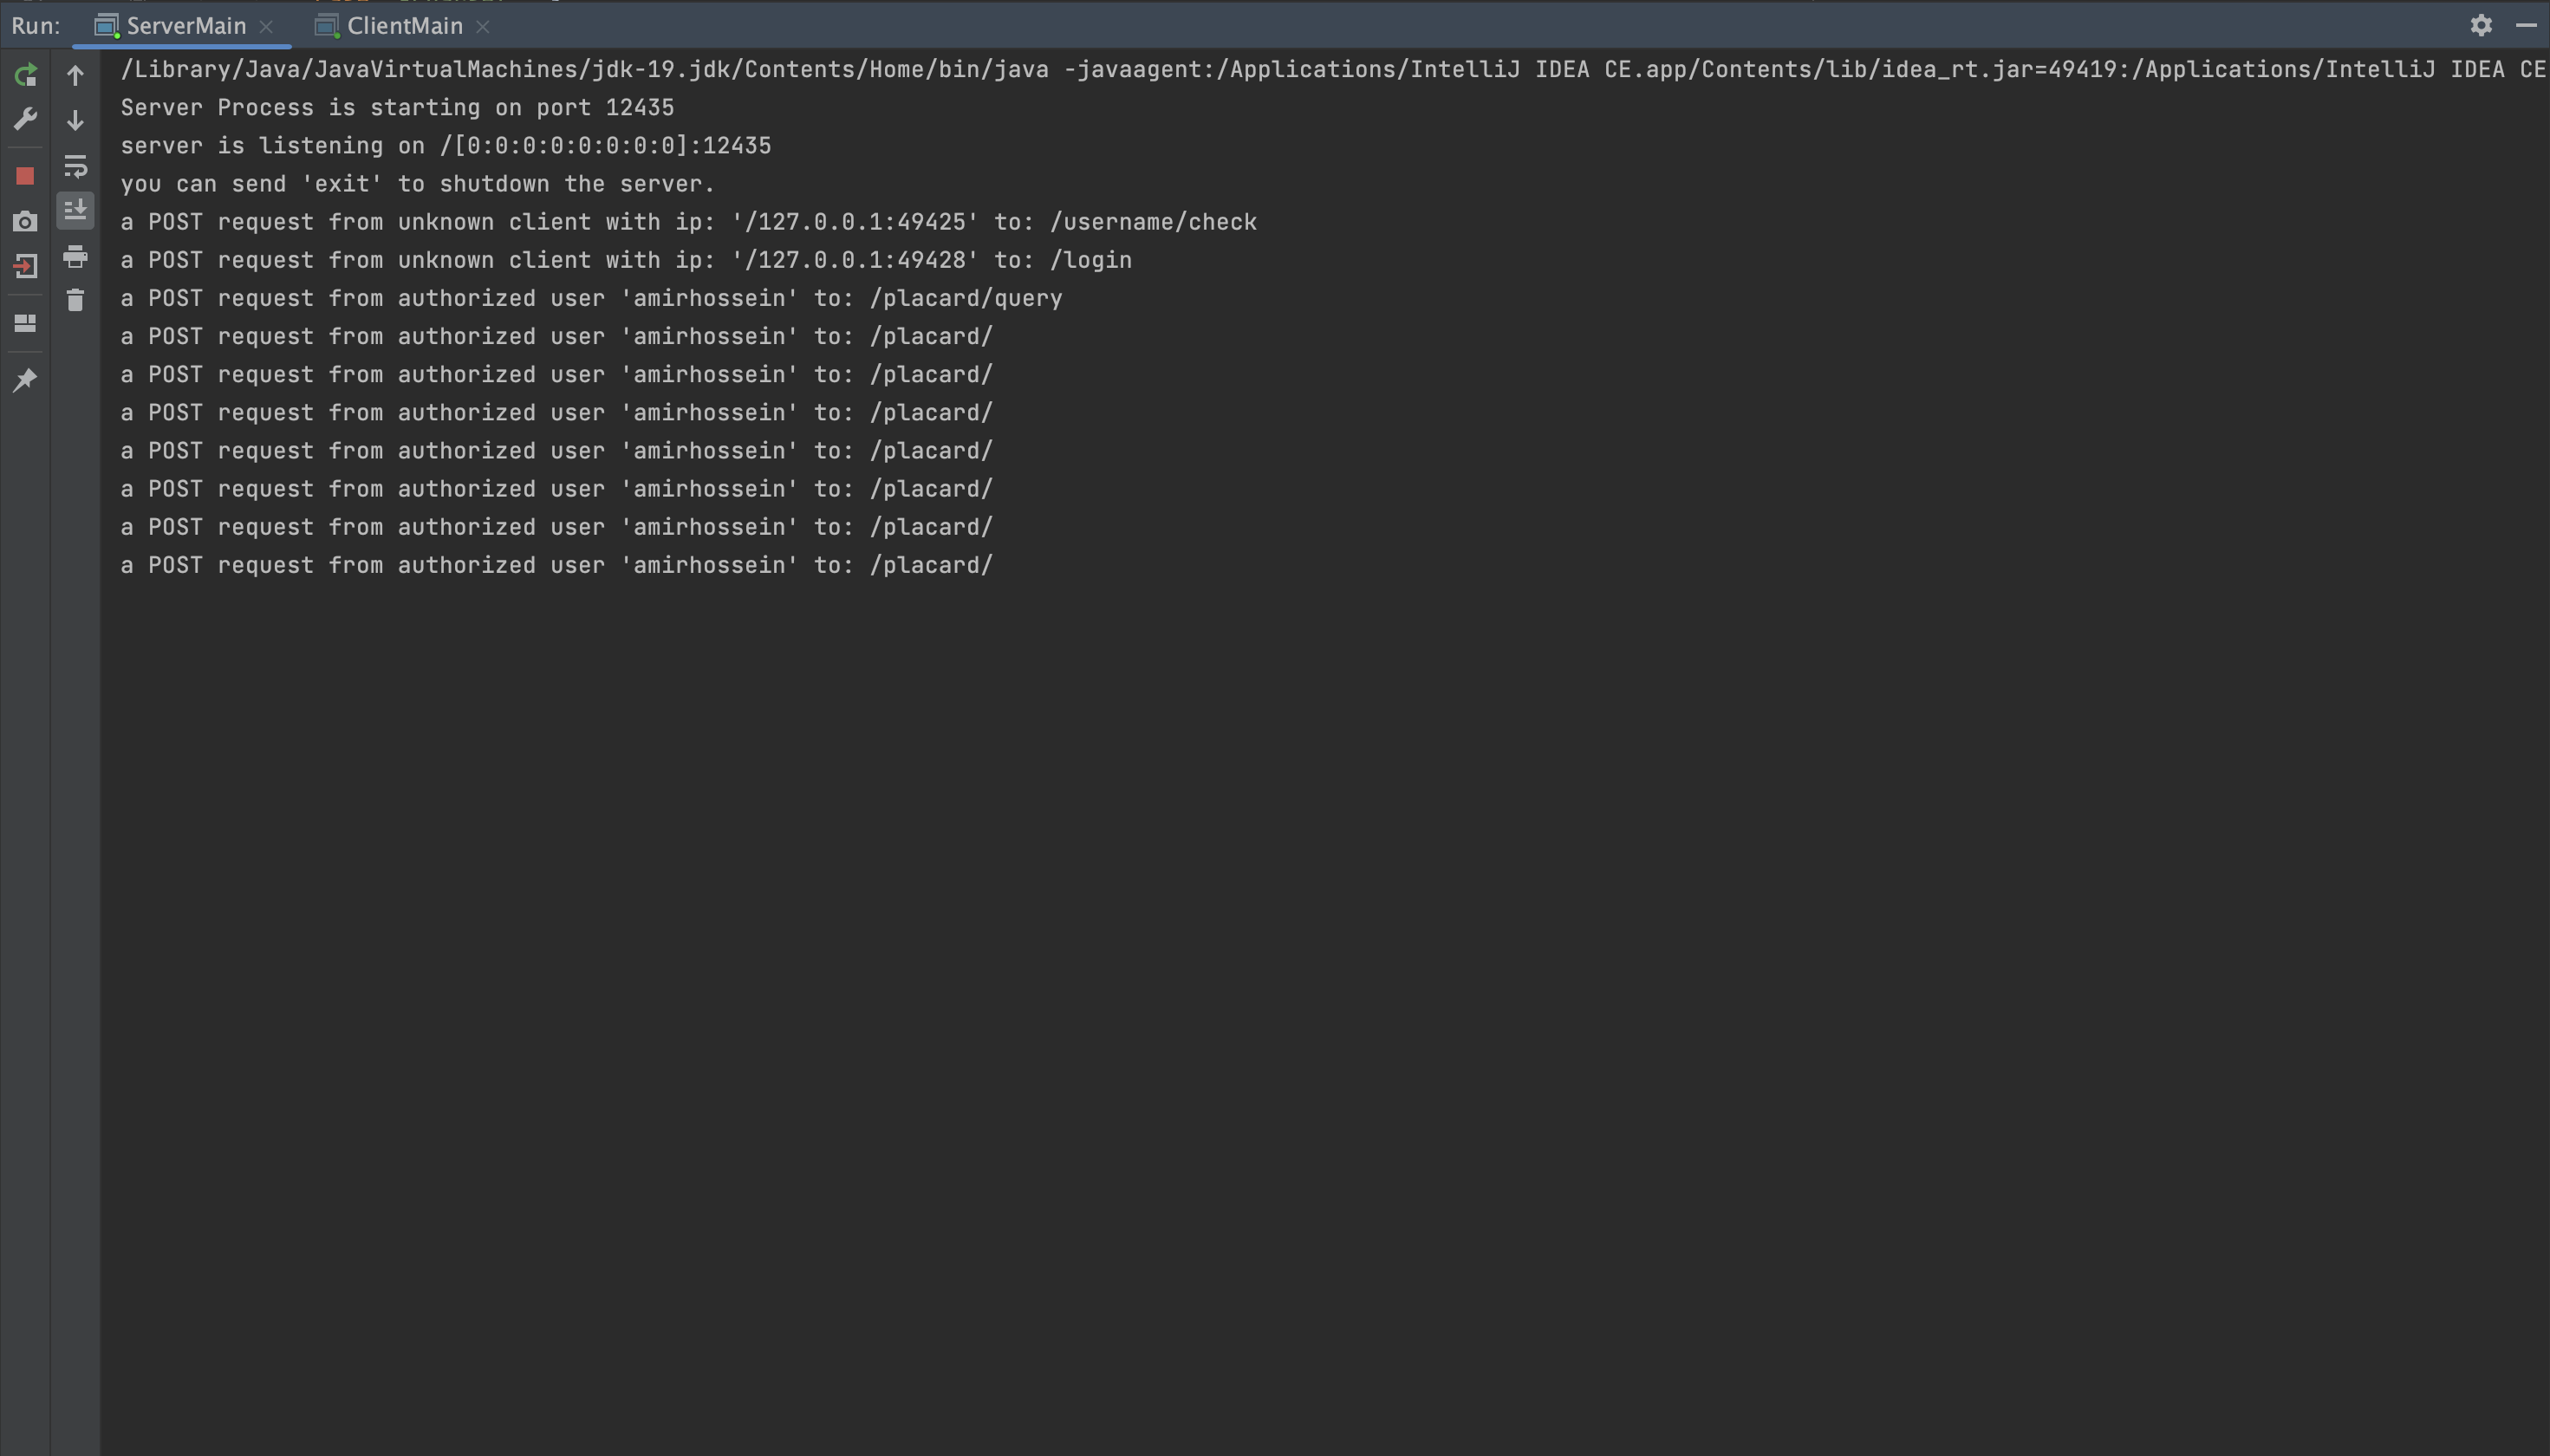 Run: ServerMain ClientMain
/Library/Java/JavaVirtualMachines/jdk-19.jdk/Contents/Home/bin/java -javaagent:/Applications/IntelliJ IDEA CE.app/Contents/lib/idea_rt.jar=49419:/Applications/IntelliJ IDEA CE
Server Process is starting on port 12435
server is listening on /[0:0:0:0:0:0:0:0]:12435
you can send 'exit' to shutdown the server.
a POST request from unknown client with ip: '/127.0.0.1:49425' to: /username/check
a POST request from unknown client with ip: '/127.0.0.1:49428' to: /login
a POST request from authorized user 'amirhossein' to: /placard/query
a POST request from authorized user 'amirhossein' to: /placard/
a POST request from authorized user 'amirhossein' to: /placard/
a POST request from authorized user 'amirhossein' to: /placard/
a POST request from authorized user 'amirhossein' to: /placard/
a POST request from authorized user 'amirhossein' to: /placard/
a POST request from authorized user 'amirhossein' to: /placard/
a POST request from authorized user 'amirhossein' to: /placard/